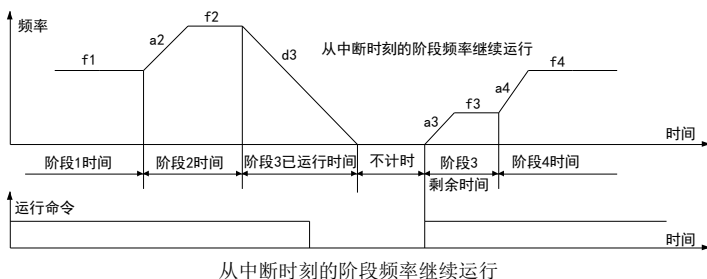 频率
f1
a2
f2
d3
从中断时刻的阶段频率继续运行
a3
f3
a4
f4
时间
阶段1时间
阶段2时间
阶段3已运行时间
不计时
阶段3
剩余时间
阶段4时间
运行命令
时间
从中断时刻的阶段频率继续运行